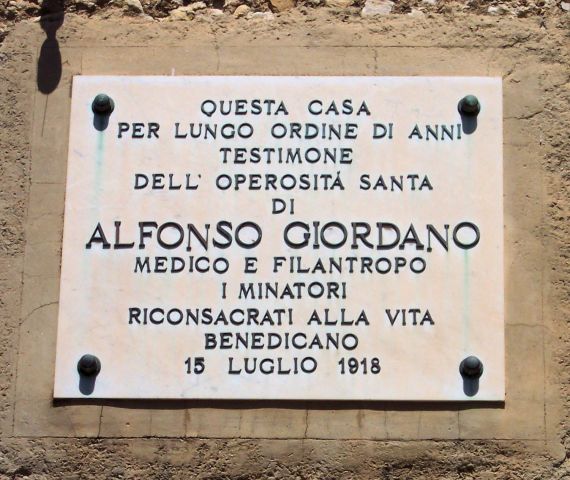 QUESTA CASA
PER LUNGO ORDINE DI ANNI
TESTIMONE
DELL' OPEROSITÁ SANTA
DI
ALFONSO GIORDANO
MEDICO E FILANTROPO
I MINATORI
RICONSACRATI ALLA VITA
BENEDICANO
15 LUGLIO 1918